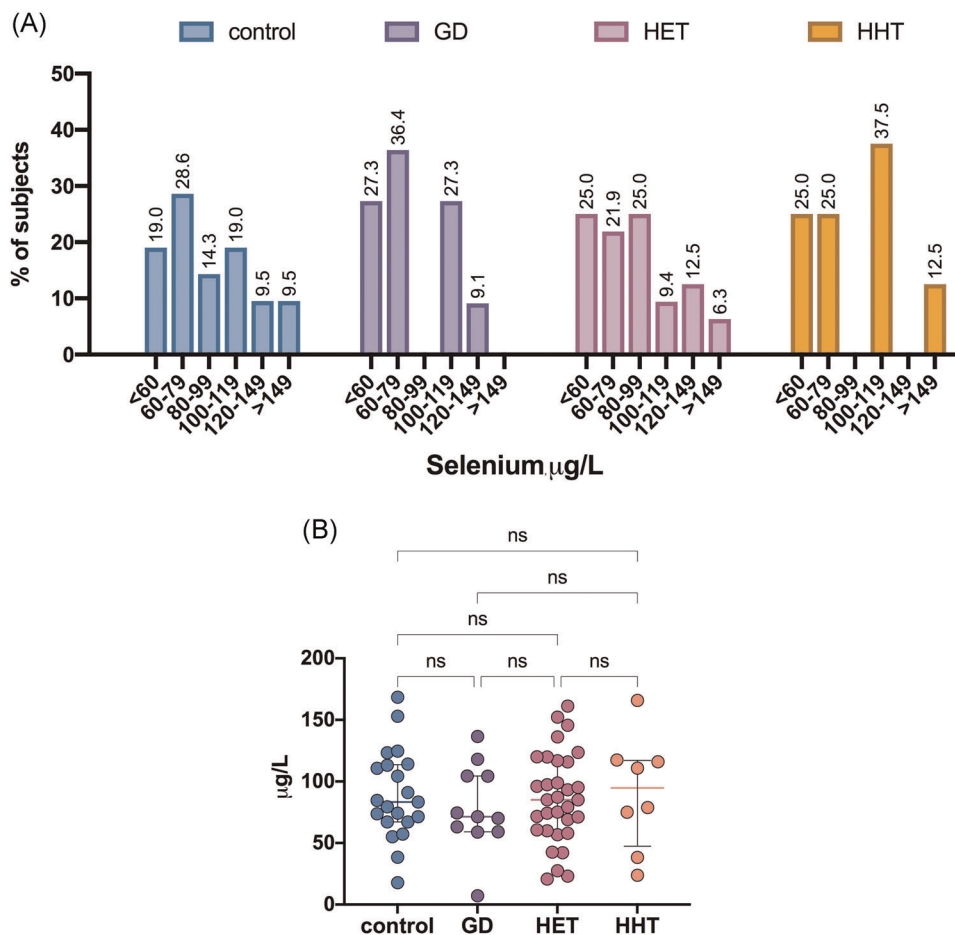 (A)
control GD HET HHT
% of subjects
50
40
30
20
10
0
19.0 28.6 14.3 19.0 9.5 9.5
27.3 36.4 27.3 9.1
25.0 21.9 25.0 9.4 12.5 6.3
25.0 25.0 37.5 12.5
<60 60-79 80-99 100-119 120-149 >149 <60 60-79 80-99 100-119 120-149 >149 <60 60-79 80-99 100-119 120-149 >149 <60 60-79 80-99 100-119 120-149 >149
Selenium,μg/L
(B)
ns
ns
ns
ns ns ns
μg/L
200
150
100
50
0
control GD HET HHT